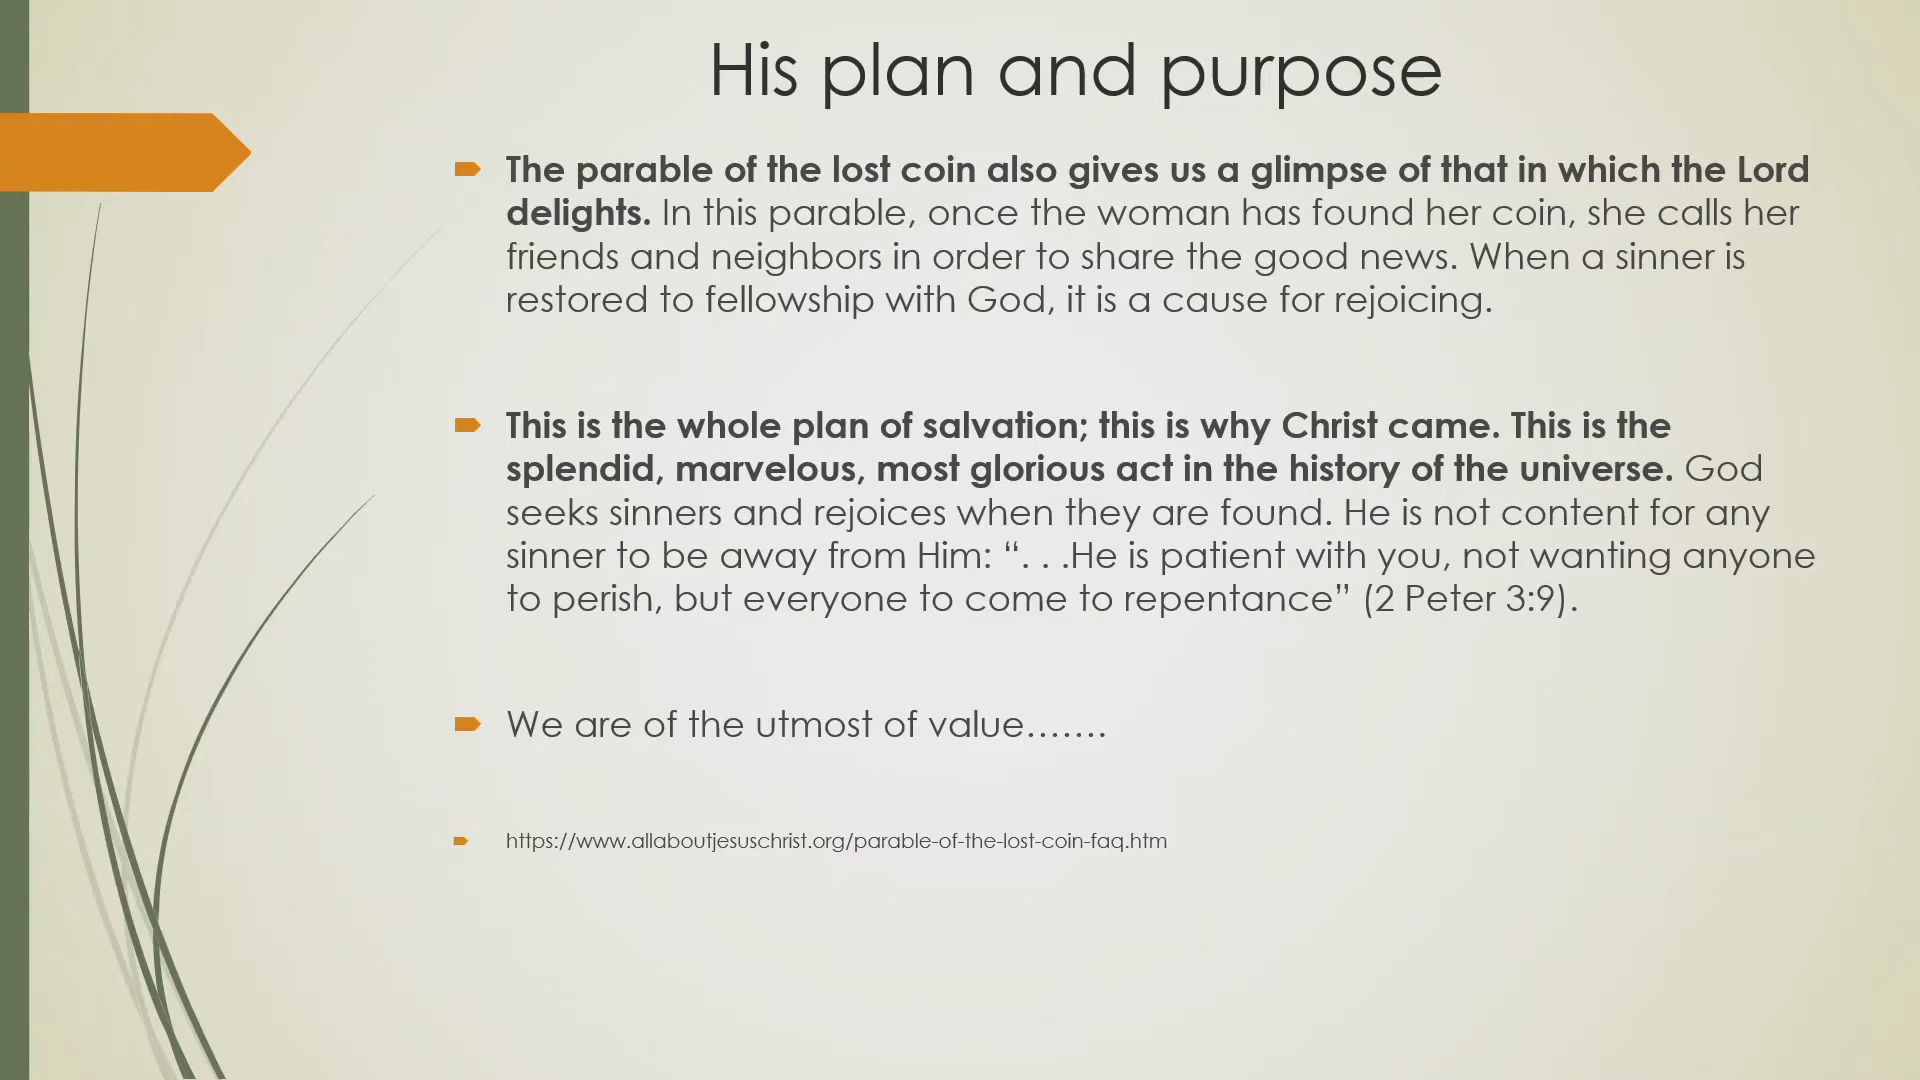 His plan and purpose
The parable of the lost coin also gives us a glimpse of that in which the Lord
delights. In this parable, once the woman has found her coin, she calls her
friends and neighbors in order to share the good news. When a sinner is
restored to fellowship with God, it is a cause for rejoicing.
This is the whole plan of salvation; this is why Christ came. This is the
splendid, marvelous, most glorious act in the history of the universe. God
seeks sinners and rejoices when they are found. He is not content for any
sinner to be away from Him: “. . .He is patient with you, not wanting anyone
to perish, but everyone to come to repentance” (2 Peter 3:9).
We are of the utmost of value…….
https://www.allaboutjesuschrist.org/parable-of-the-lost-coin-faq.htm